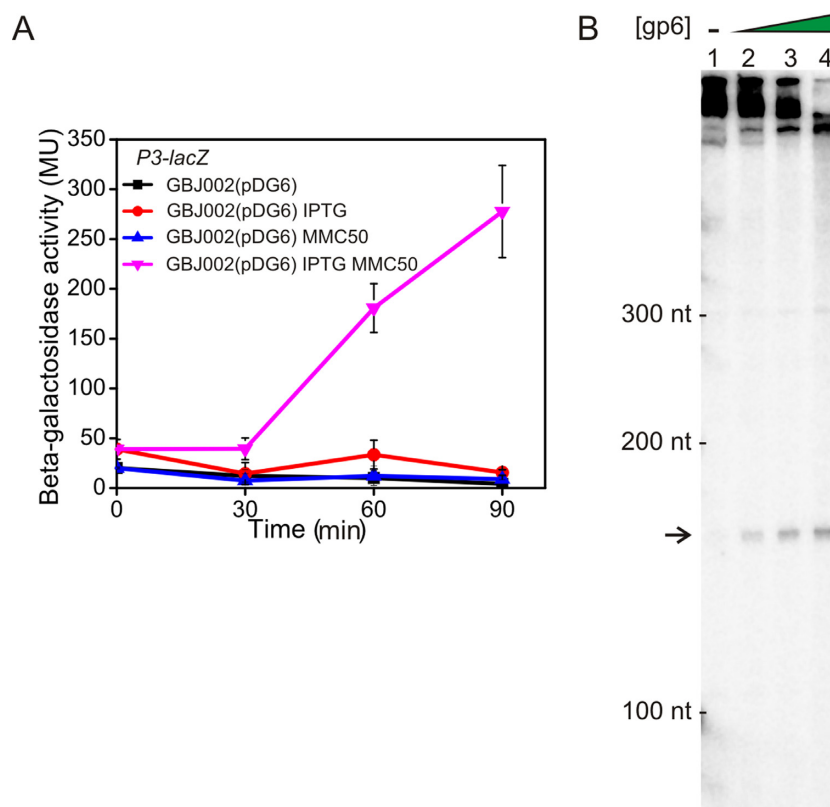 A
Beta-galactosidase activity (MU)
350
300
250
200
150
100
50
0
P3-lacZ
GBJ002(pDG6)
GBJ002(pDG6) IPTG
GBJ002(pDG6) MMC50
GBJ002(pDG6) IPTG MMC50
0 30 60 90
Time (min)
B
[gp6] -
1 2 3 4
300 nt
200 nt
100 nt